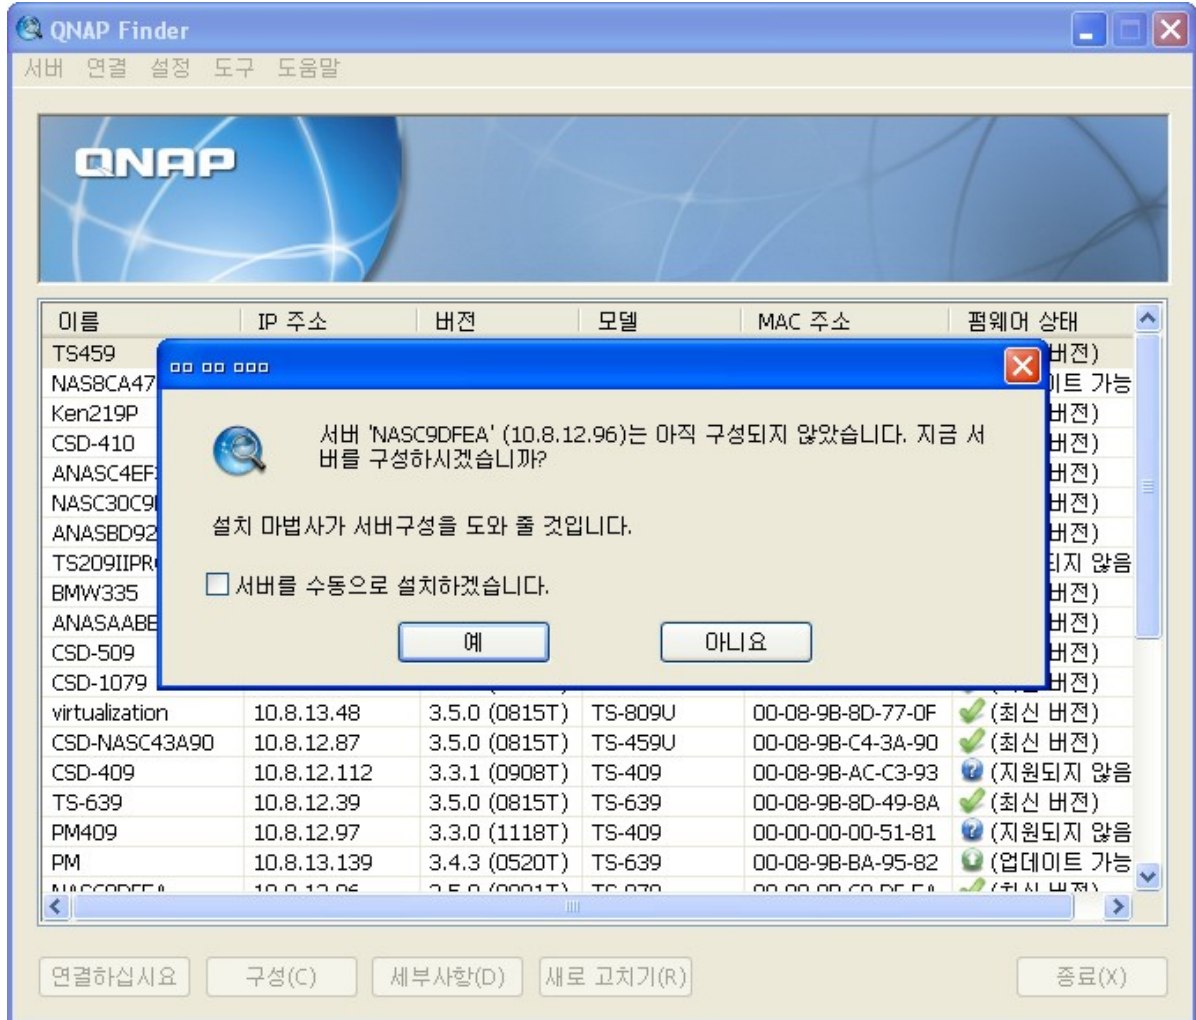 QNAP Finder
서버 연결 설정 도구 도움말
QNAP
이름 IP 주소 버전 모델 MAC 주소 펌웨어 상태
TS459 버전)
NAS8CA47 이트 가능
Ken219P 버전)
CSD-410 버전)
ANASC4EF 버전)
NASC30C9 버전)
ANASBD92 버전)
TS209IIPR 되지 않음
BMW335 버전)
ANASAABE 버전)
CSD-509 버전)
CSD-1079 버전)
서버 'NASC9DFEA' (10.8.12.96)는 아직 구성되지 않았습니다. 지금 서
버를 구성하시겠습니까?
설치 마법사가 서버구성을 도와 줄 것입니다.
서버를 수동으로 설치하겠습니다.
예 아니요
virtualization 10.8.13.48 3.5.0 (0815T) TS-809U 00-08-9B-8D-77-0F (최신 버전)
CSD-NASC43A90 10.8.12.87 3.5.0 (0815T) TS-459U 00-08-9B-C4-3A-90 (최신 버전)
CSD-409 10.8.12.112 3.3.1 (0908T) TS-409 00-08-9B-AC-C3-93 (지원되지 않음
TS-639 10.8.12.39 3.5.0 (0815T) TS-639 00-08-9B-8D-49-8A (최신 버전)
PM409 10.8.12.97 3.3.0 (1118T) TS-409 00-00-00-00-51-81 (지원되지 않음
PM 10.8.13.139 3.4.3 (0520T) TS-639 00-08-9B-BA-95-82 (업데이트 가능
연결하십시요 구성(C) 세부사항(D) 새로 고치기(R) 종료(X)